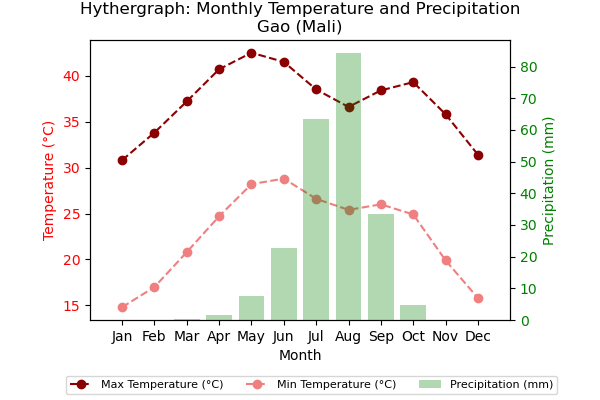 Hythergraph: Monthly Temperature and Precipitation
Gao (Mali)
Temperature (°C)
40
35
30
25
20
15
Precipitation (mm)
80
70
60
50
40
30
20
10
0
Jan Feb Mar Apr May Jun Jul Aug Sep Oct Nov Dec
Month
Max Temperature (°C) Min Temperature (°C) Precipitation (mm)